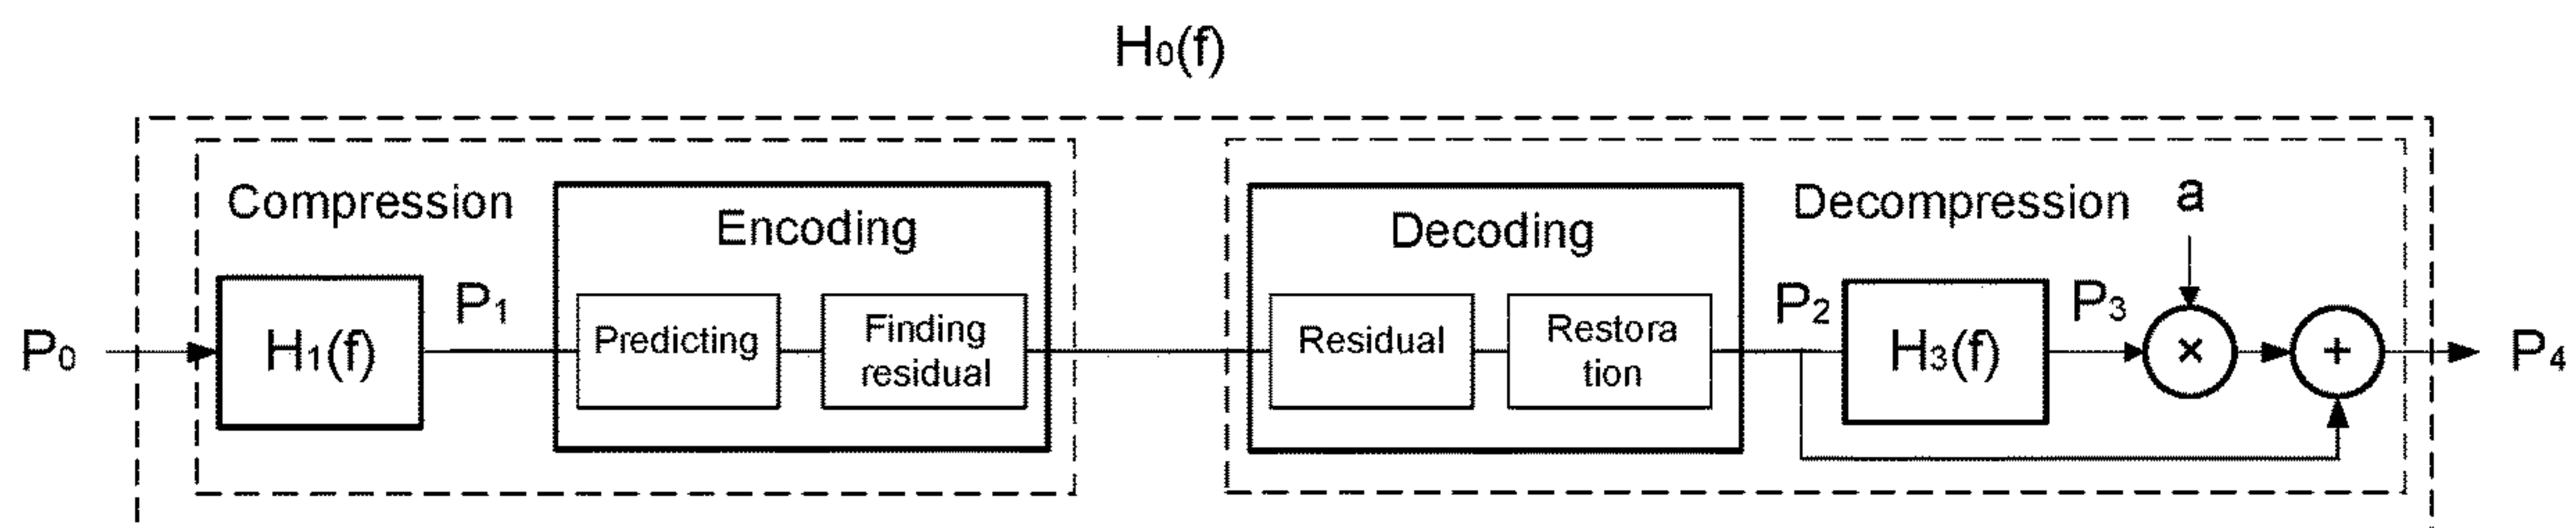 H₀(f)
Compression
Encoding
Decoding
Decompression
a
P₀
H₁(f)
P₁
Predicting
Finding
residual
Residual
Restora
tion
P₂
H₃(f)
P₃
×
+
P₄